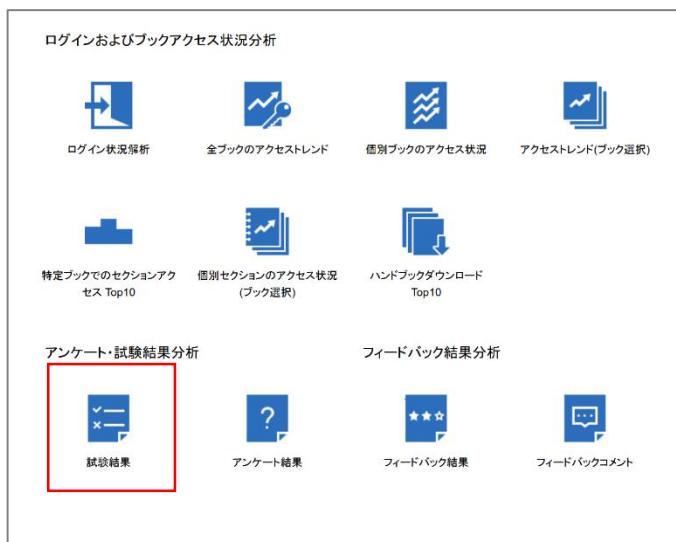 ログインおよびブックアクセス状況分析
ログイン状況解析
全ブックのアクセストレンド
個別ブックのアクセス状況
アクセストレンド(ブック選択)
特定ブックでのセクションアク
セス Top10
個別セクションのアクセス状況
(ブック選択)
ハンドブックダウンロード
Top10
アンケート・試験結果分析
フィードバック結果分析
試験結果
アンケート結果
フィードバック結果
フィードバックコメント